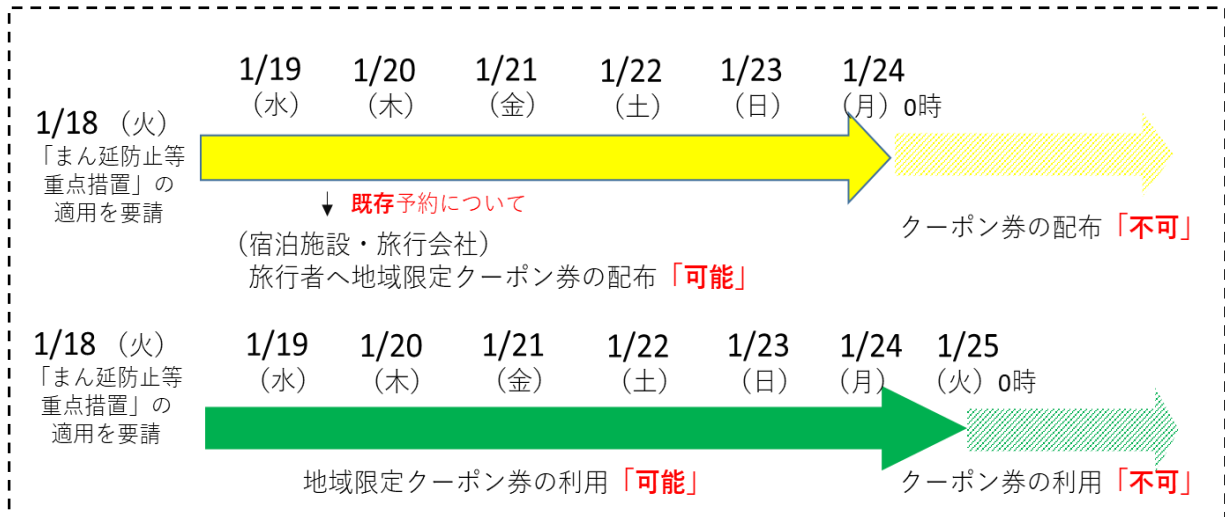 1/19 1/20 1/21 1/22 1/23 1/24
(水) (木) (金) (土) (日) (月) 0時
1/18 (火)
「まん延防止等
重点措置」の
適用を要請
↓ 既存予約について
クーポン券の配布「不可」
(宿泊施設・旅行会社)
旅行者へ地域限定クーポン券の配布「可能」
1/18 (火) 1/19 1/20 1/21 1/22 1/23 1/24 1/25
「まん延防止等 (水) (木) (金) (土) (日) (月) (火) 0時
重点措置」の
適用を要請
地域限定クーポン券の利用「可能」 クーポン券の利用「不可」